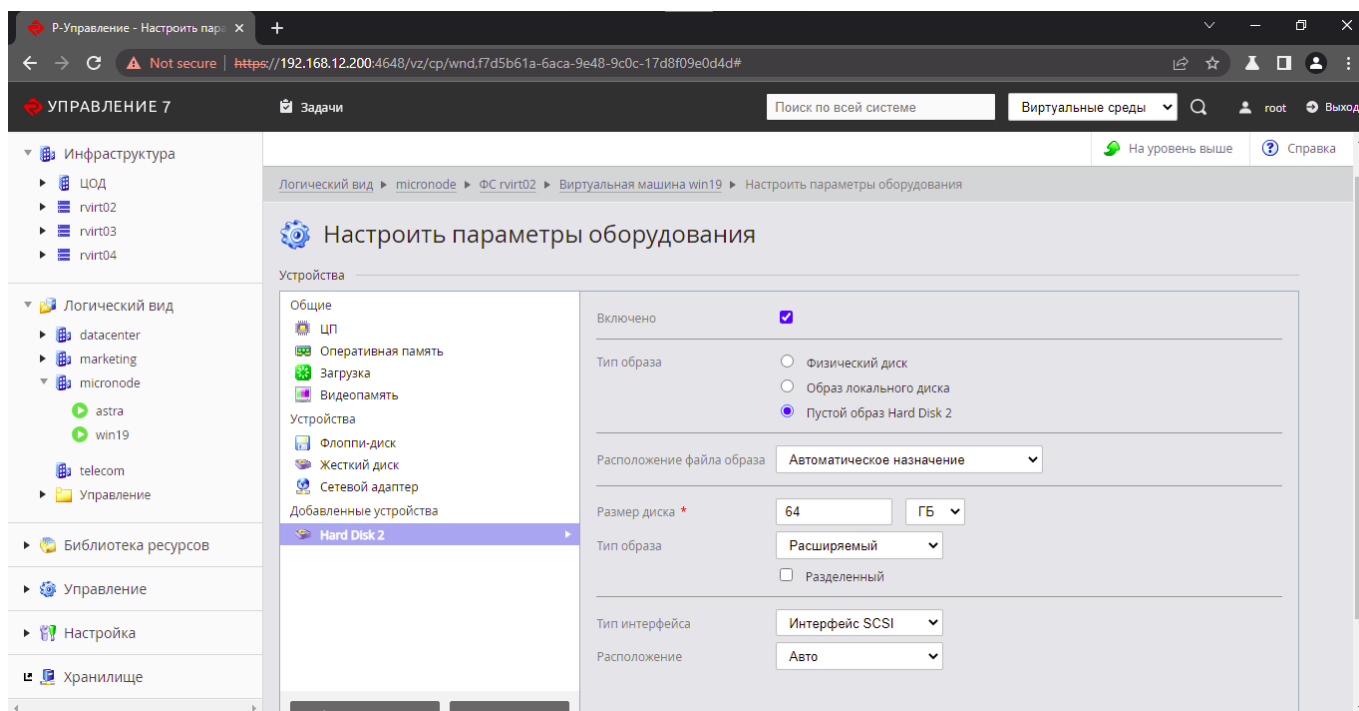 Р-Управление - Настроить пара
Not secure | https://192.168.12.200:4648/vz/cp/wnd.f7d5b61a-6aca-9e48-9c0c-17d8f09e0d4d#
УПРАВЛЕНИЕ 7
Задачи
Поиск по всей системе
Виртуальные среды
root
Выход
Инфраструктура
ЦОД
rvirt02
rvirt03
rvirt04
Логический вид
datacenter
marketing
micronode
astra
win19
telecom
Управление
Библиотека ресурсов
Управление
Настройка
Хранилище
На уровень выше
Справка
Логический вид ▸ micronode ▸ ФС rvirt02 ▸ Виртуальная машина win19 ▸ Настроить параметры оборудования
Настроить параметры оборудования
Устройства
Общие
ЦП
Оперативная память
Загрузка
Видеопамять
Устройства
Флоппи-диск
Жесткий диск
Сетевой адаптер
Добавленные устройства
Hard Disk 2
Включено
Тип образа
Физический диск
Образ локального диска
Пустой образ Hard Disk 2
Расположение файла образа Автоматическое назначение
Размер диска * 64 ГБ
Тип образа Расширяемый
Разделенный
Тип интерфейса Интерфейс SCSI
Расположение Авто